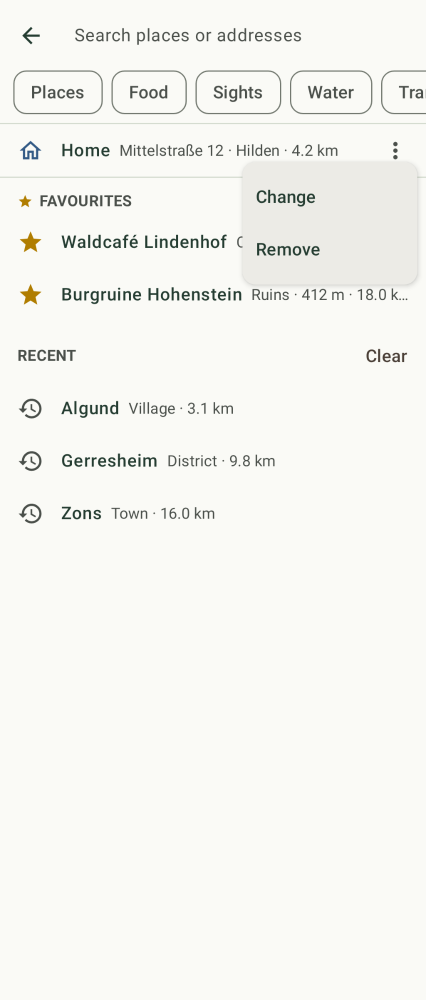 Search places or addresses
Places Food Sights Water
Home Mittelstraße 12 · Hilden · 4.2 km
Change
Remove
FAVOURITES
Waldcafé Lindenhof
Burgruine Hohenstein Ruins · 412 m · 18.0 k…
RECENT Clear
Algund Village · 3.1 km
Gerresheim District · 9.8 km
Zons Town · 16.0 km